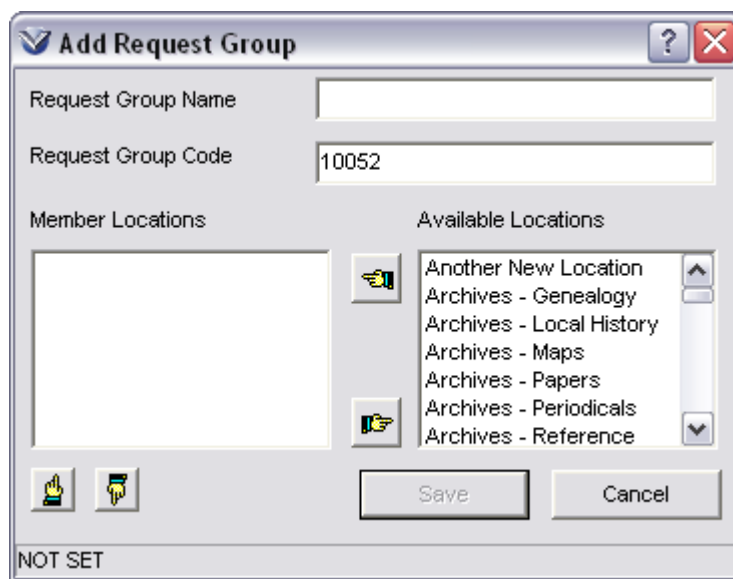 Add Request Group
Request Group Name
Request Group Code
10052
Member Locations
Available Locations
Another New Location
Archives - Genealogy
Archives - Local History
Archives - Maps
Archives - Papers
Archives - Periodicals
Archives - Reference
Save
Cancel
NOT SET